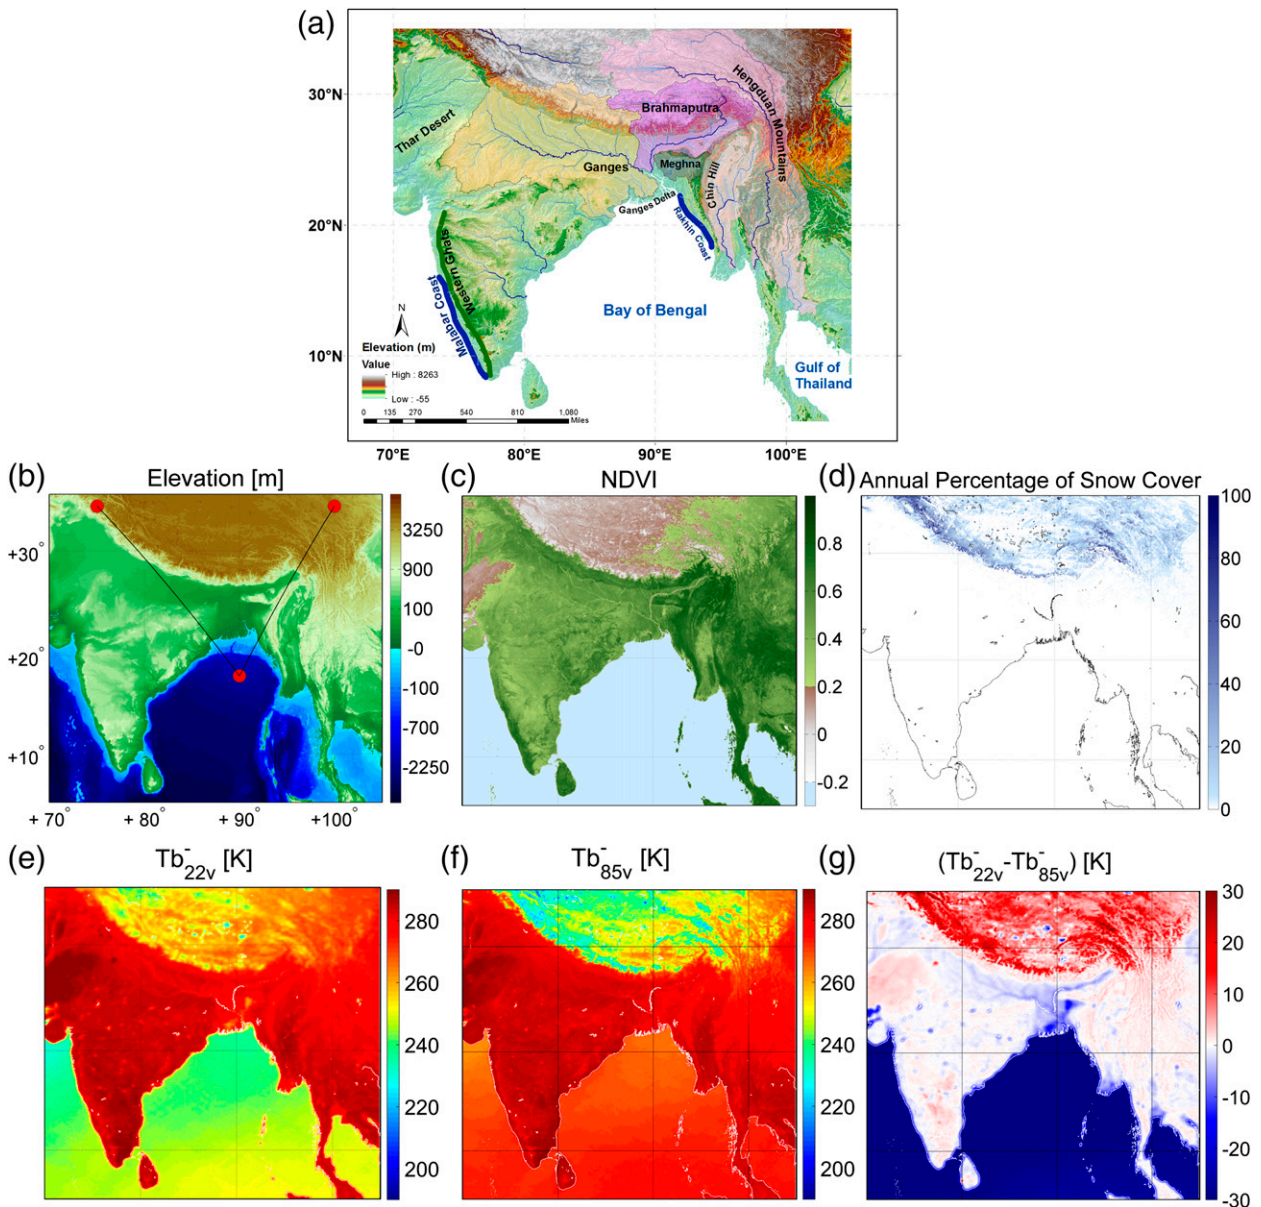 (a)
30°N
20°N
10°N
70°E
80°E
90°E
100°E
Thar Desert
Brahmaputra
Hengduan Mountains
Ganges
Meghna
Chin Hill
Ganges Delta
Rakhin Coast
Western Ghats
Malabar Coast
Bay of Bengal
Gulf of
Thailand
N
Elevation (m)
Value
High : 8263
Low : -55
0 135 270 540 810 1,080
Miles
(b)
Elevation [m]
+30°
+20°
+10°
+ 70° + 80° + 90° +100°
3250
900
100
-0
-100
-700
-2250
(c)
NDVI
0.8
0.6
0.4
0.2
0
-0.2
(d)
Annual Percentage of Snow Cover
100
80
60
40
20
0
(e)
Tb⁻22v [K]
280
260
240
220
200
(f)
Tb⁻85v [K]
280
260
240
220
200
(g)
(Tb⁻22v-Tb⁻85v) [K]
30
20
10
0
-10
-20
-30